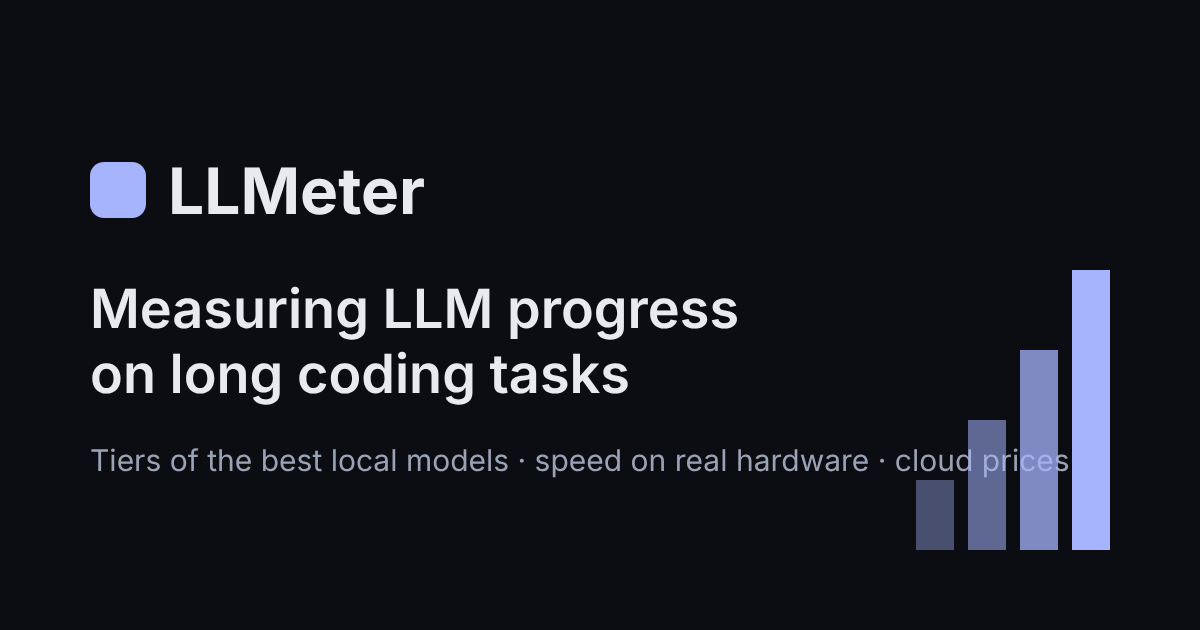 LLMeter
Measuring LLM progress
on long coding tasks
Tiers of the best local models · speed on real hardware · cloud prices